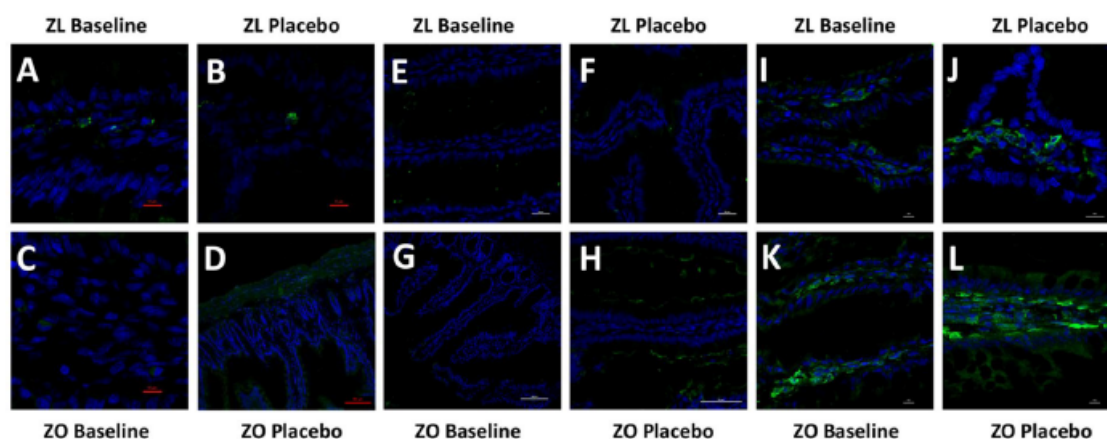 ZL Baseline ZL Placebo ZL Baseline ZL Placebo ZL Baseline ZL Placebo
A B E F I J
C D G H K L
ZO Baseline ZO Placebo ZO Baseline ZO Placebo ZO Baseline ZO Placebo